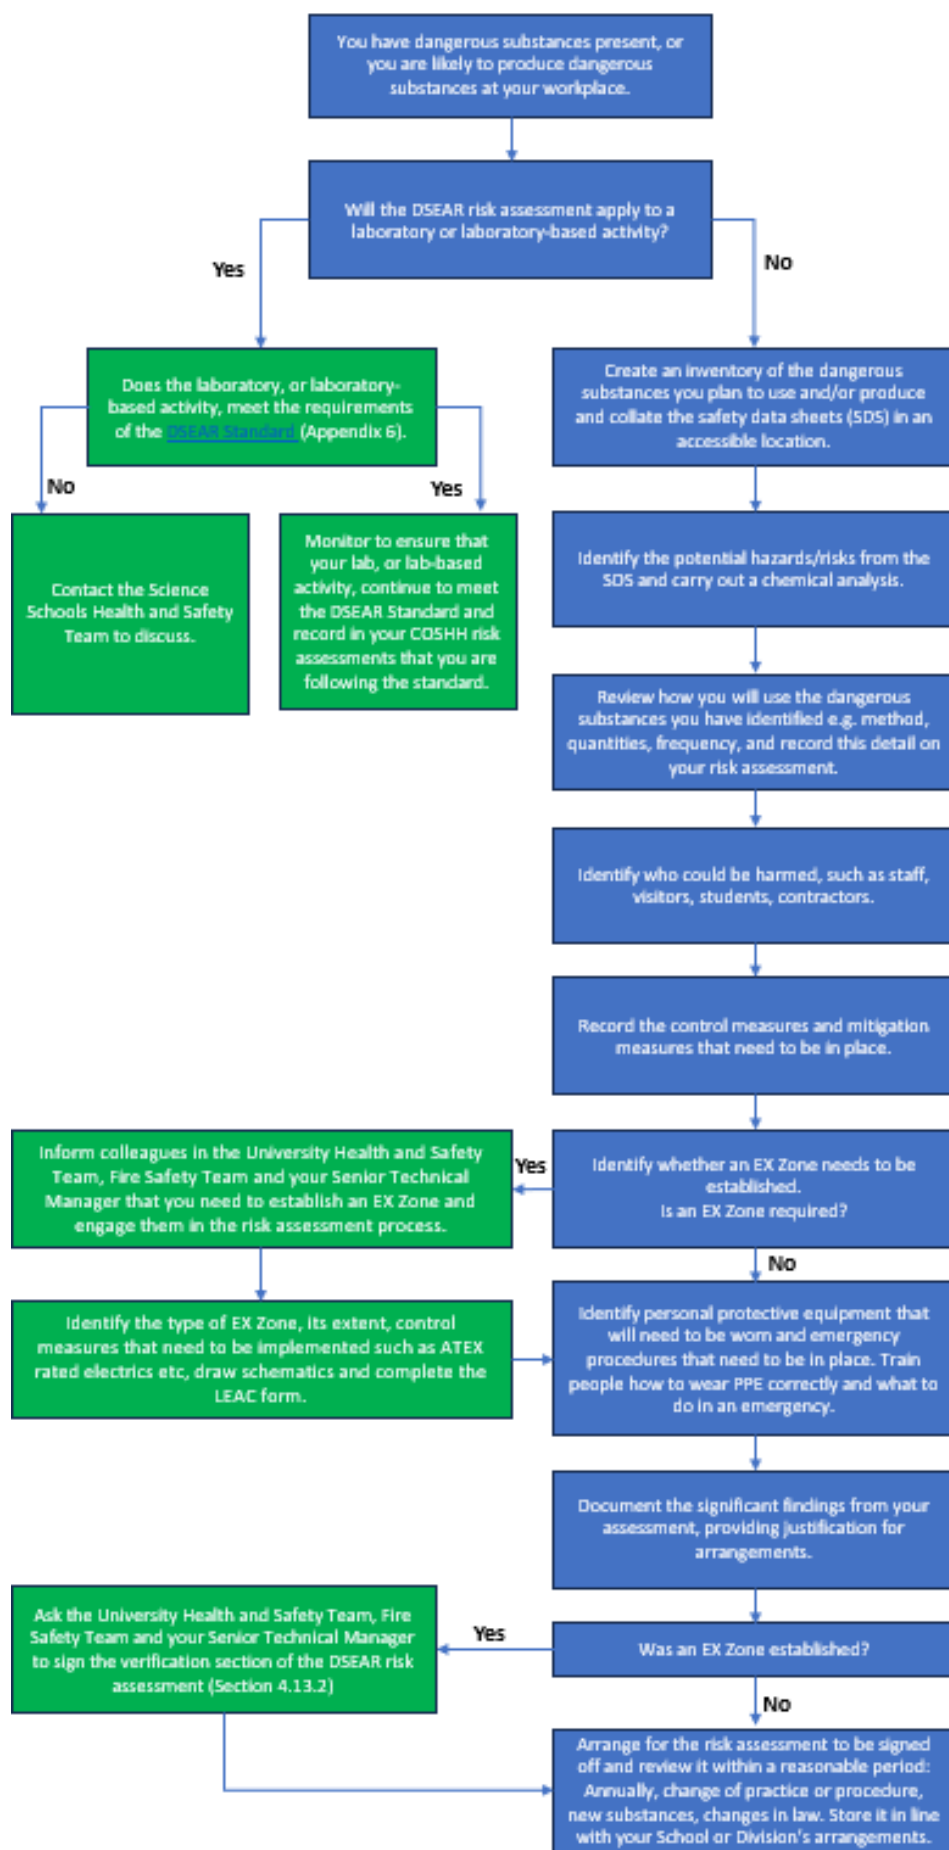 You have dangerous substances present, or
you are likely to produce dangerous
substances at your workplace.
Will the DSEAR risk assessment apply to a
laboratory or laboratory-based activity?
Yes
No
Does the laboratory, or laboratory-
based activity, meet the requirements
of the DSEAR Standard (Appendix 6).
No
Yes
Contact the Science
Schools Health and Safety
Team to discuss.
Monitor to ensure that
your lab, or lab-based
activity, continue to meet
the DSEAR Standard and
record in your COSHH risk
assessments that you are
following the standard.
Create an inventory of the dangerous
substances you plan to use and/or produce
and collate the safety data sheets (SDS) in an
accessible location.
Identify the potential hazards/risks from the
SDS and carry out a chemical analysis.
Review how you will use the dangerous
substances you have identified e.g. method,
quantities, frequency, and record this detail on
your risk assessment.
Identify who could be harmed, such as staff,
visitors, students, contractors.
Record the control measures and mitigation
measures that need to be in place.
Identify whether an EX Zone needs to be
established.
Is an EX Zone required?
Yes
No
Inform colleagues in the University Health and Safety
Team, Fire Safety Team and your Senior Technical
Manager that you need to establish an EX Zone and
engage them in the risk assessment process.
Identify the type of EX Zone, its extent, control
measures that need to be implemented such as ATEX
rated electrics etc, draw schematics and complete the
LEAC form.
Identify personal protective equipment that
will need to be worn and emergency
procedures that need to be in place. Train
people how to wear PPE correctly and what to
do in an emergency.
Document the significant findings from your
assessment, providing justification for
arrangements.
Was an EX Zone established?
Yes
No
Ask the University Health and Safety Team, Fire
Safety Team and your Senior Technical Manager
to sign the verification section of the DSEAR risk
assessment (Section 4.13.2)
Arrange for the risk assessment to be signed
off and review it within a reasonable period:
Annually, change of practice or procedure,
new substances, changes in law. Store it in line
with your School or Division's arrangements.